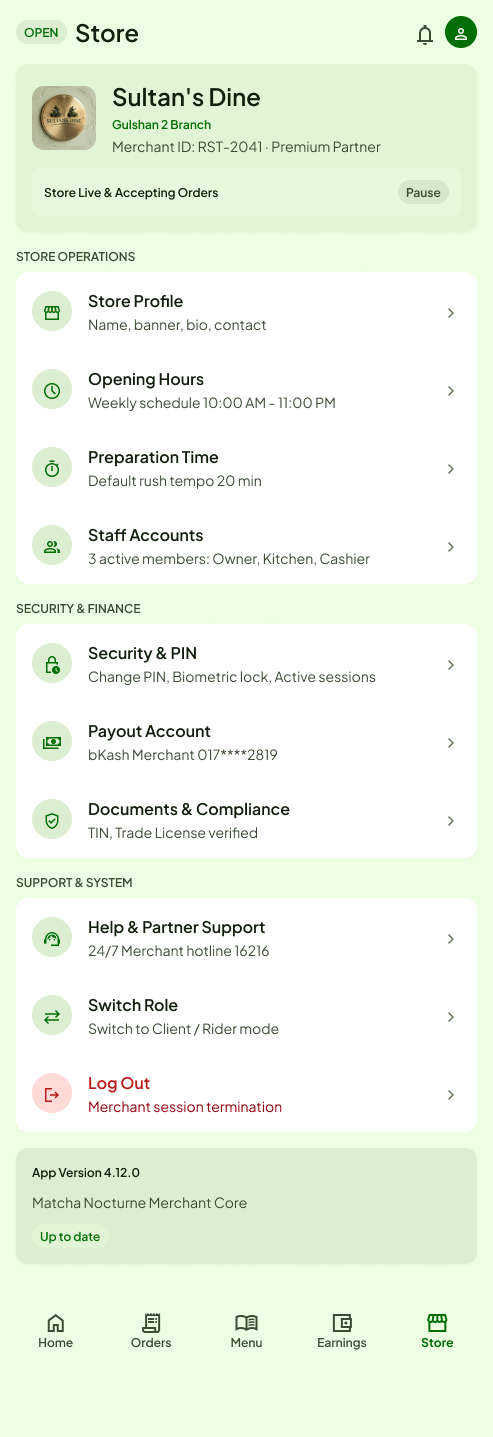 OPEN Store
SULTAN'S DINE
Sultan's Dine
Gulshan 2 Branch
Merchant ID: RST-2041 · Premium Partner
Store Live & Accepting Orders
Pause
STORE OPERATIONS
Store Profile
Name, banner, bio, contact
Opening Hours
Weekly schedule 10:00 AM - 11:00 PM
Preparation Time
Default rush tempo 20 min
Staff Accounts
3 active members: Owner, Kitchen, Cashier
SECURITY & FINANCE
Security & PIN
Change PIN, Biometric lock, Active sessions
Payout Account
bKash Merchant 017****2819
Documents & Compliance
TIN, Trade License verified
SUPPORT & SYSTEM
Help & Partner Support
24/7 Merchant hotline 16216
Switch Role
Switch to Client / Rider mode
Log Out
Merchant session termination
App Version 4.12.0
Matcha Nocturne Merchant Core
Up to date
Home Orders Menu Earnings Store